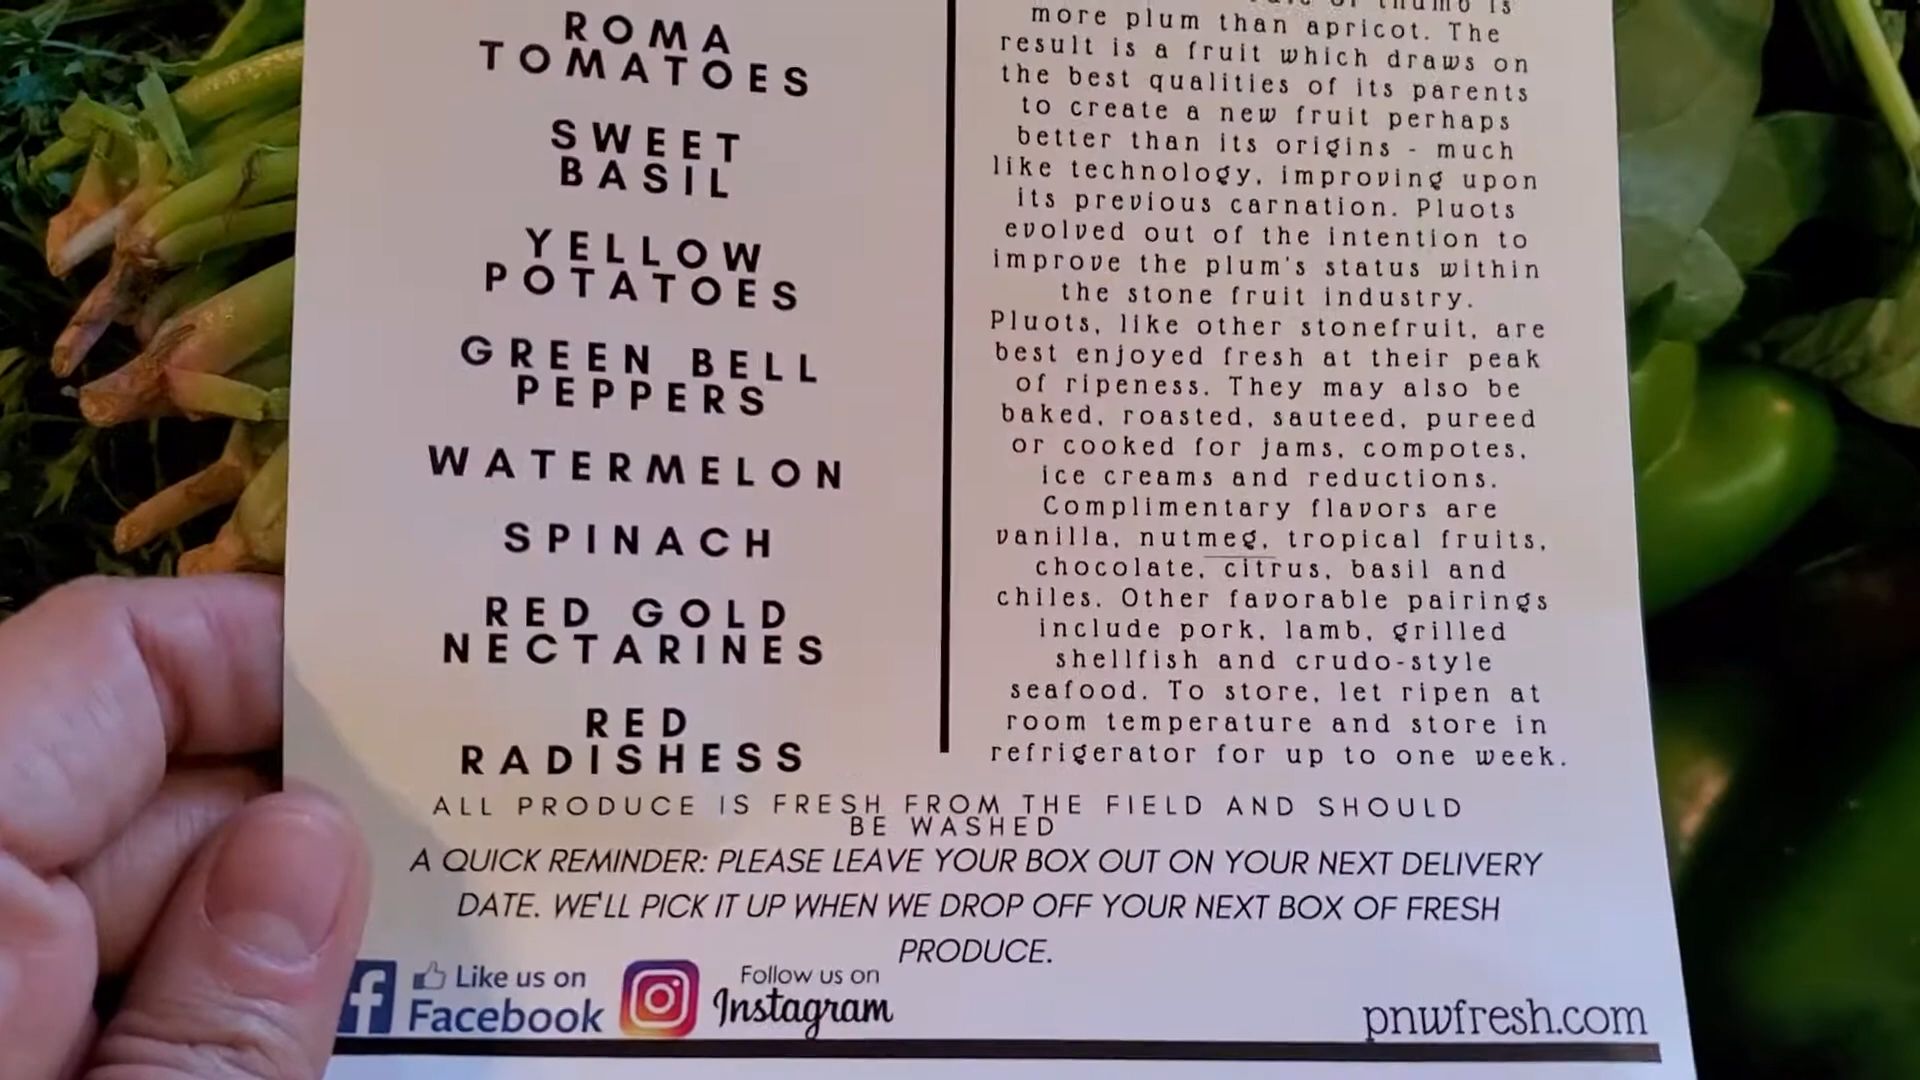 ROMA
TOMATOES
SWEET
BASIL
YELLOW
POTATOES
GREEN BELL
PEPPERS
WATERMELON
SPINACH
RED GOLD
NECTARINES
RED
RADISHESS
of thumb is
more plum than apricot. The
result is a fruit which draws on
the best qualities of its parents
to create a new fruit perhaps
better than its origins - much
like technology, improving upon
its previous carnation. Pluots
evolved out of the intention to
improve the plum's status within
the stone fruit industry.
Pluots, like other stonefruit, are
best enjoyed fresh at their peak
of ripeness. They may also be
baked, roasted, sauteed, pureed
or cooked for jams, compotes,
ice creams and reductions.
Complimentary flavors are
vanilla, nutmeg, tropical fruits,
chocolate, citrus, basil and
chiles. Other favorable pairings
include pork, lamb, grilled
shellfish and crudo-style
seafood. To store, let ripen at
room temperature and store in
refrigerator for up to one week.
ALL PRODUCE IS FRESH FROM THE FIELD AND SHOULD
BE WASHED
A QUICK REMINDER: PLEASE LEAVE YOUR BOX OUT ON YOUR NEXT DELIVERY
DATE. WE'LL PICK IT UP WHEN WE DROP OFF YOUR NEXT BOX OF FRESH
PRODUCE.
Like us on
Facebook
Follow us on
Instagram
pnwfresh.com